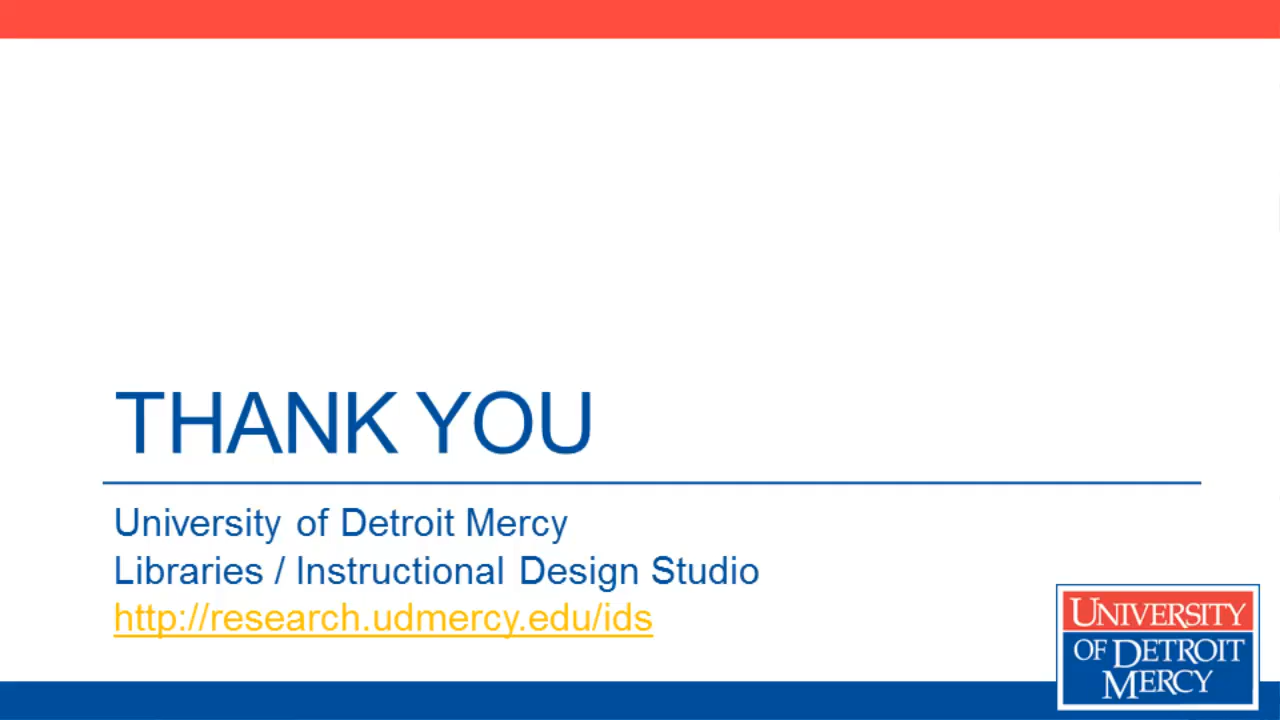 THANK YOU
University of Detroit Mercy
Libraries / Instructional Design Studio
http://research.udmercy.edu/ids
UNIVERSITY
OF DETROIT
MERCY